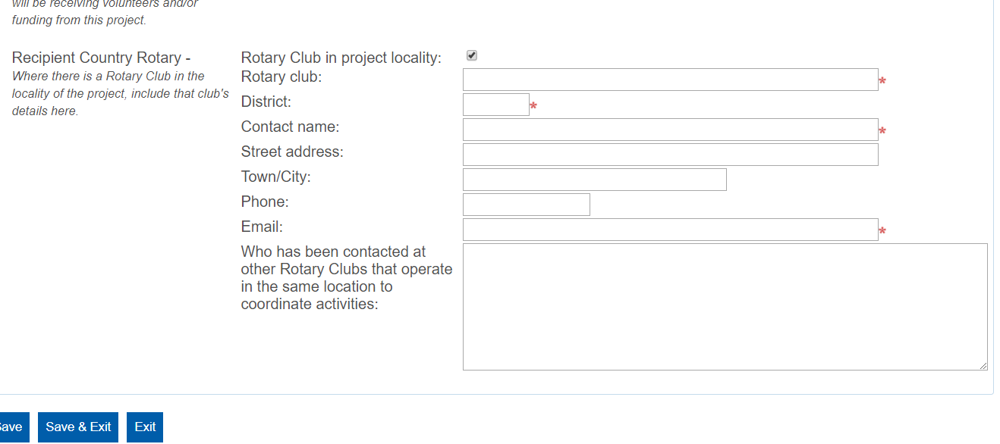 will be receiving volunteers and/or
funding from this project.
Recipient Country Rotary -
Where there is a Rotary Club in the
locality of the project, include that club's
details here.
Rotary Club in project locality:
Rotary club:
*
District:
*
Contact name:
*
Street address:
Town/City:
Phone:
Email:
*
Who has been contacted at
other Rotary Clubs that operate
in the same location to
coordinate activities:
Save
Save & Exit
Exit